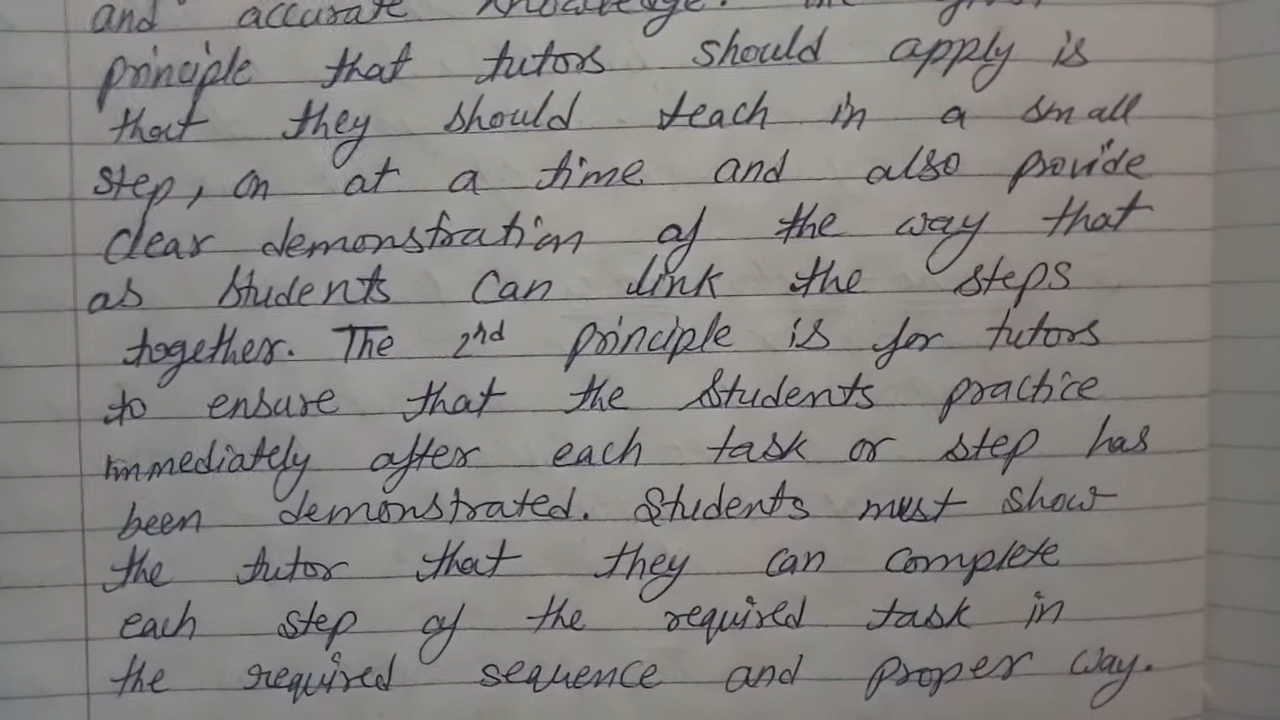 and accurate knowledge. The
principle that tutors should apply is
that they should teach in a small
step, on at a time and also provide
clear demonstration of the way that
as students can link the steps
together. The 2nd principle is for tutors
to ensure that the students practice
immediately after each task or step has
been demonstrated. Students must show
the tutor that they can complete
each step of the required task in
the required sequence and proper way.